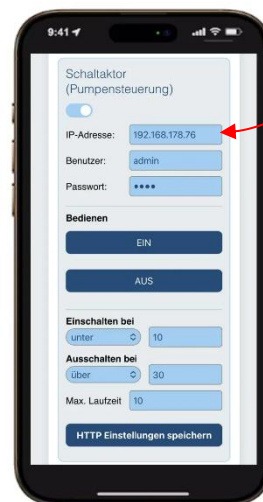 9:41
Schaltaktor
(Pumpensteuerung)
IP-Adresse: 192.168.178.76
Benutzer: admin
Passwort: ••••
Bedienen
EIN
AUS
Einschalten bei
unter 10
Ausschalten bei
über 30
Max. Laufzeit 10
HTTP Einstellungen speichern